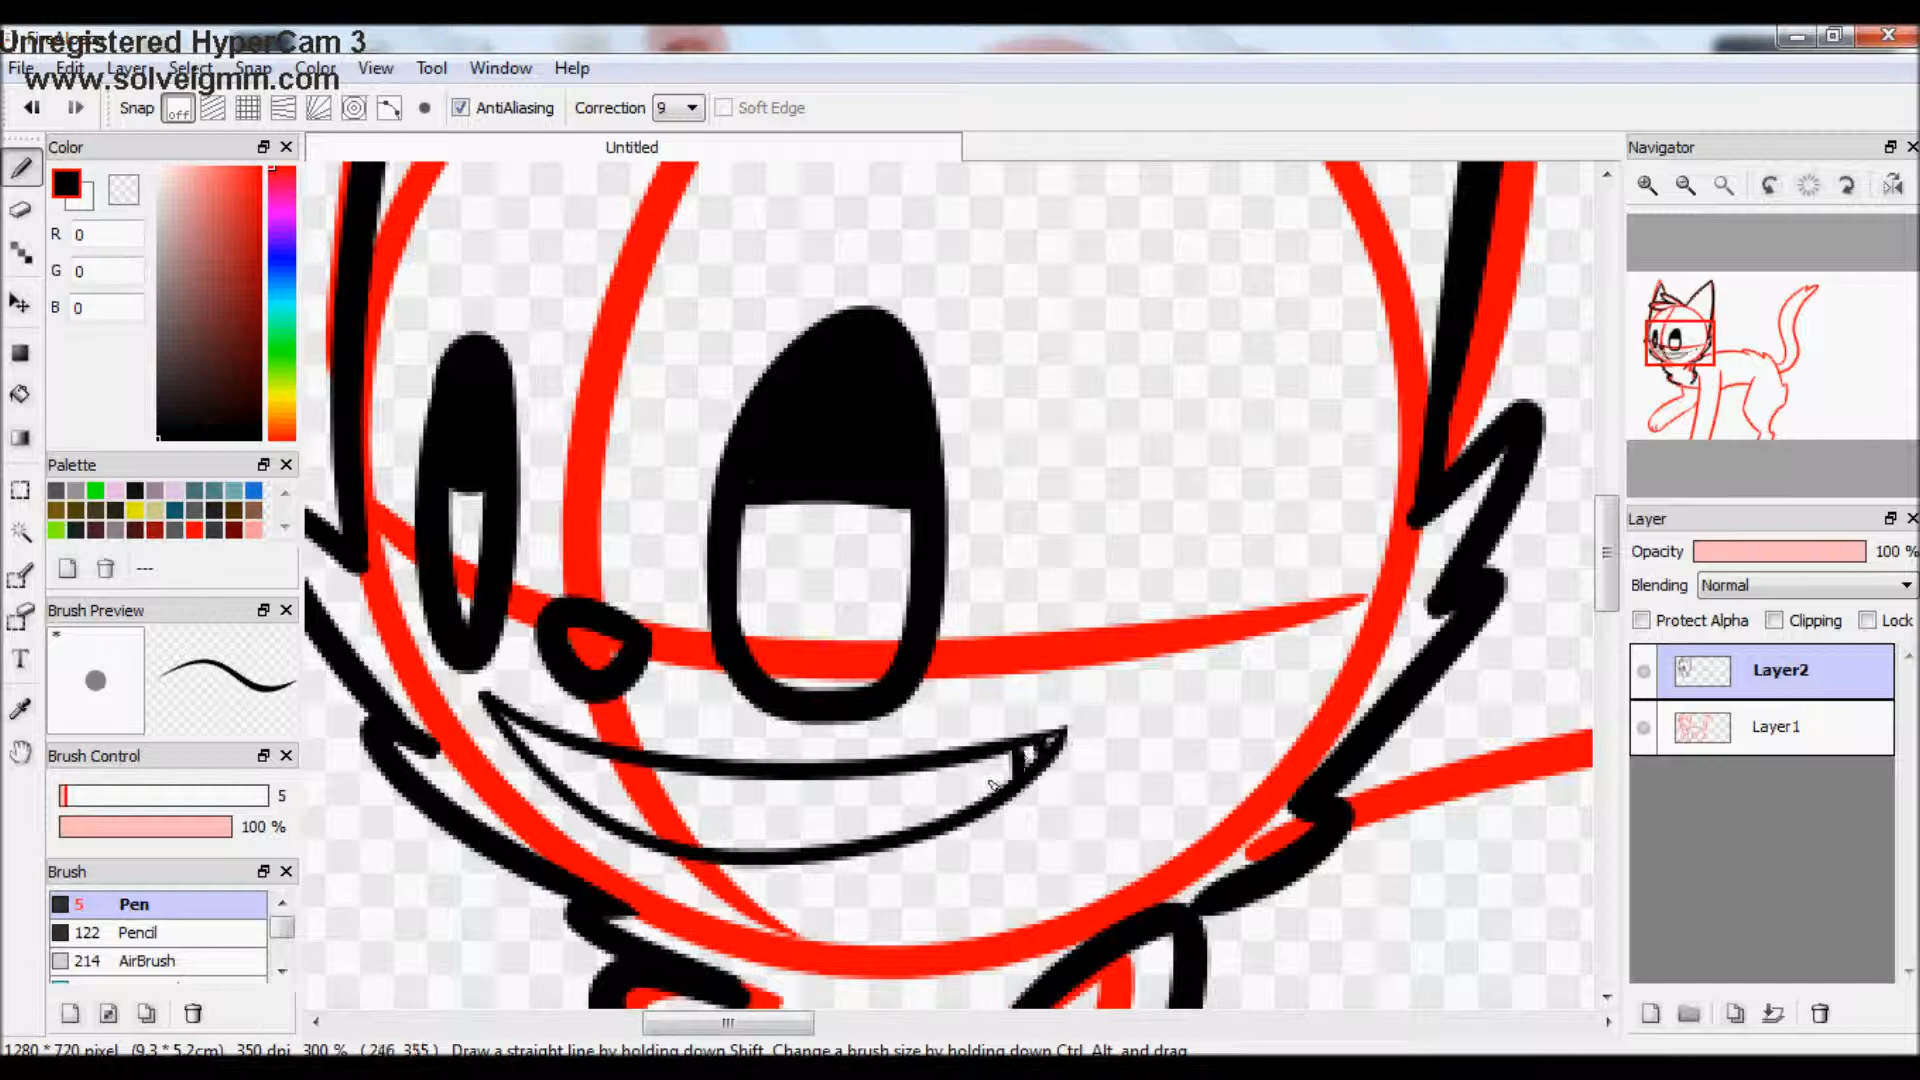 Unregistered HyperCam 3
www.solveigmm.com
File Edit Layer Select Snap Color View Tool Window Help
Snap off AntiAliasing Correction 9 Soft Edge
Color
Untitled
Navigator
R 0
G 0
B 0
Palette
---
Brush Preview
*
Brush Control
5
100 %
Brush
5 Pen
122 Pencil
214 AirBrush
Layer
Opacity 100 %
Blending Normal
Protect Alpha Clipping Lock
Layer2
Layer1
T
1280 * 720 pixel (9.3 * 5.2cm) 350 dpi 300 % ( 246, 355 ) Draw a straight line by holding down Shift, Change a brush size by holding down Ctrl, Alt, and drag